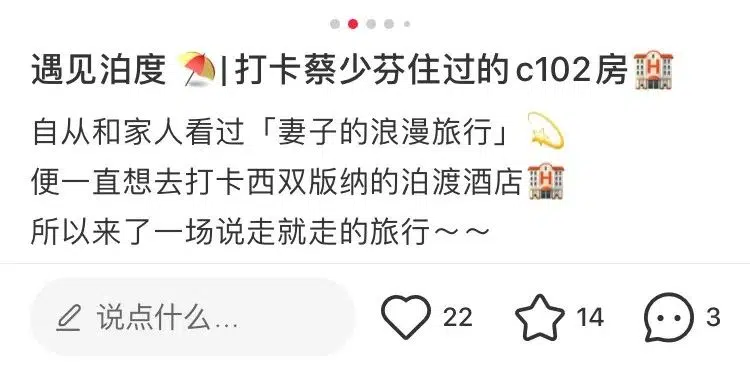 遇见泊度 ⛱️|打卡蔡少芬住过的c102房🏨
自从和家人看过「妻子的浪漫旅行」💫
便一直想去打卡西双版纳的泊渡酒店🏨
所以来了一场说走就走的旅行～～
说点什么...
22
14
3